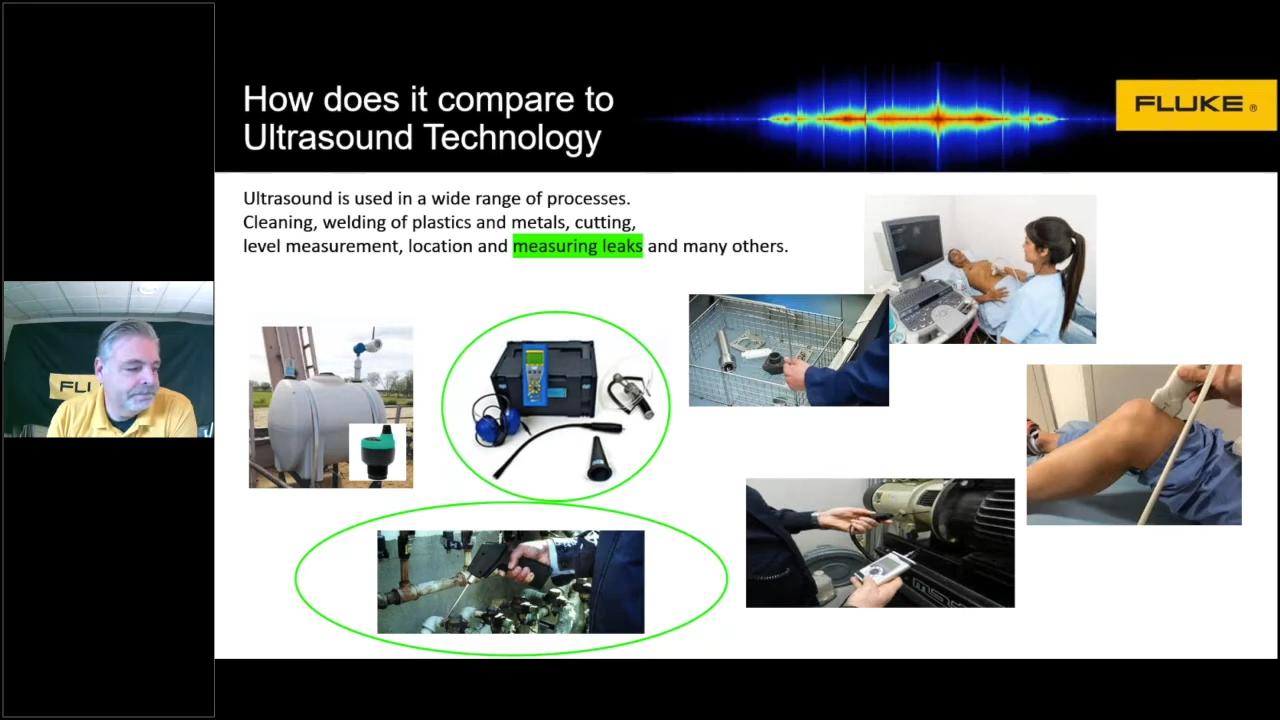 How does it compare to
Ultrasound Technology
FLUKE ®
Ultrasound is used in a wide range of processes.
Cleaning, welding of plastics and metals, cutting,
level measurement, location and measuring leaks and many others.
FLU